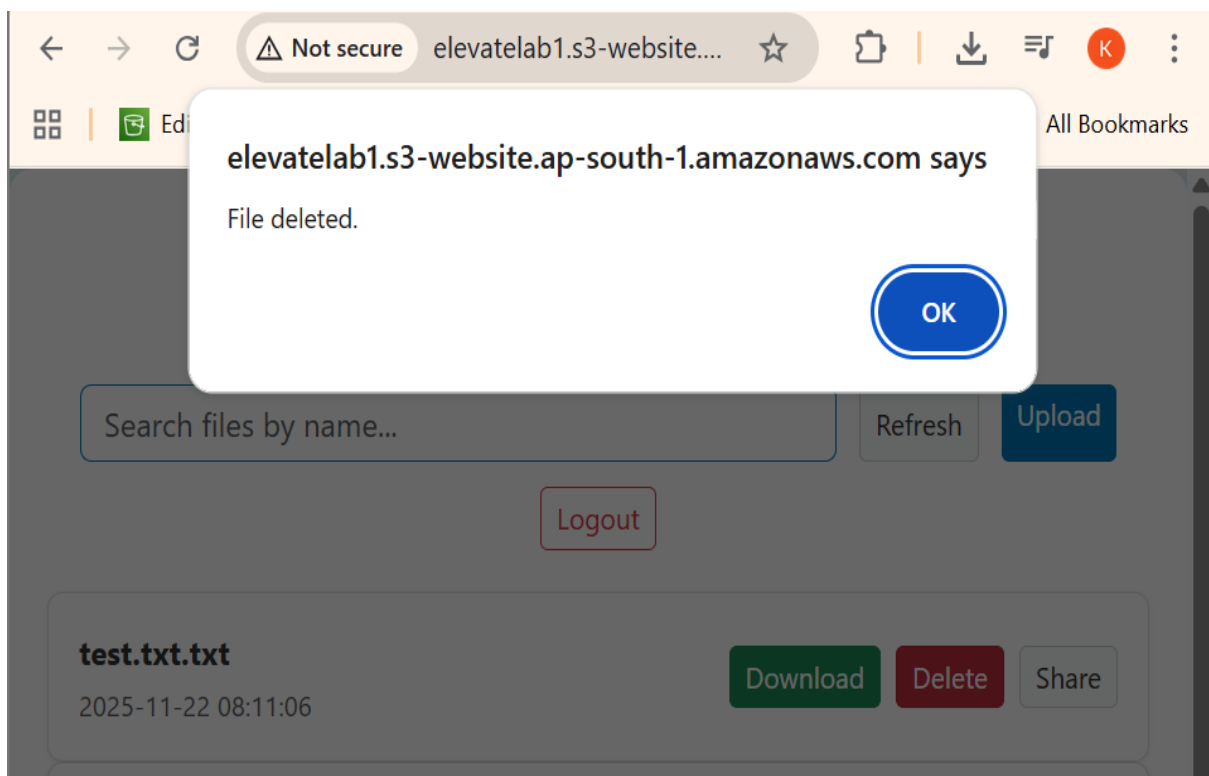 Not secure
elevatelab1.s3-website....
K
Edi
All Bookmarks
elevatelab1.s3-website.ap-south-1.amazonaws.com says
File deleted.
OK
Search files by name...
Refresh
Upload
Logout
test.txt.txt
Download
Delete
Share
2025-11-22 08:11:06